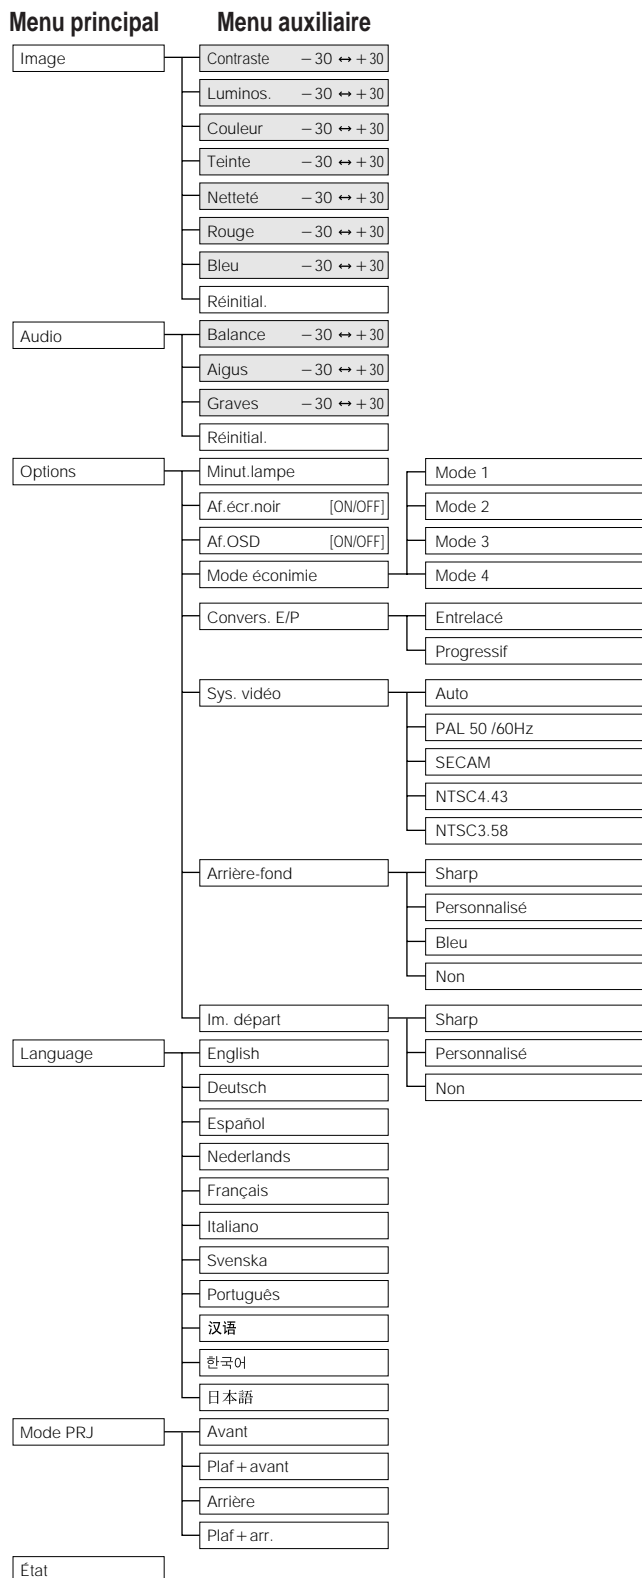 Menu principal Menu auxiliaire
Image Contraste −30 ↔ +30
Luminos. −30 ↔ +30
Couleur −30 ↔ +30
Teinte −30 ↔ +30
Netteté −30 ↔ +30
Rouge −30 ↔ +30
Bleu −30 ↔ +30
Réinitial.
Audio Balance −30 ↔ +30
Aigus −30 ↔ +30
Graves −30 ↔ +30
Réinitial.
Options Minut.lampe Mode 1
Af.écr.noir [ON/OFF] Mode 2
Af.OSD [ON/OFF] Mode 3
Mode éconimie Mode 4
Convers. E/P Entrelacé
Progressif
Sys. vidéo Auto
PAL 50 /60Hz
SECAM
NTSC4.43
NTSC3.58
Arrière-fond Sharp
Personnalisé
Bleu
Non
Im. départ Sharp
Language English Personnalisé
Deutsch Non
Español
Nederlands
Français
Italiano
Svenska
Português
汉语
한국어
日本語
Mode PRJ Avant
Plaf+avant
Arrière
Plaf+arr.
État